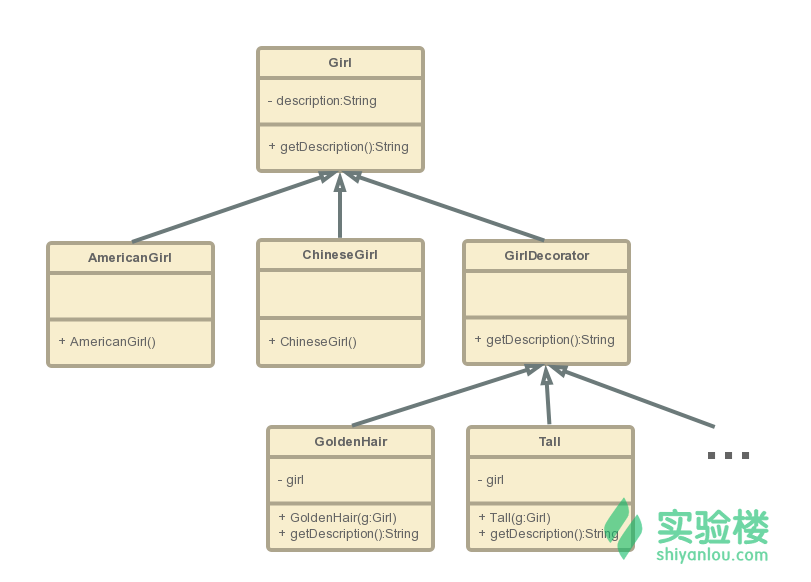 Girl
- description:String
+ getDescription():String
AmericanGirl
+ AmericanGirl()
ChineseGirl
+ ChineseGirl()
GirlDecorator
+ getDescription():String
GoldenHair
- girl
+ GoldenHair(g:Girl)
+ getDescription():String
Tall
- girl
+ Tall(g:Girl)
+ getDescription():String
...
实验楼
shiyanlou.com